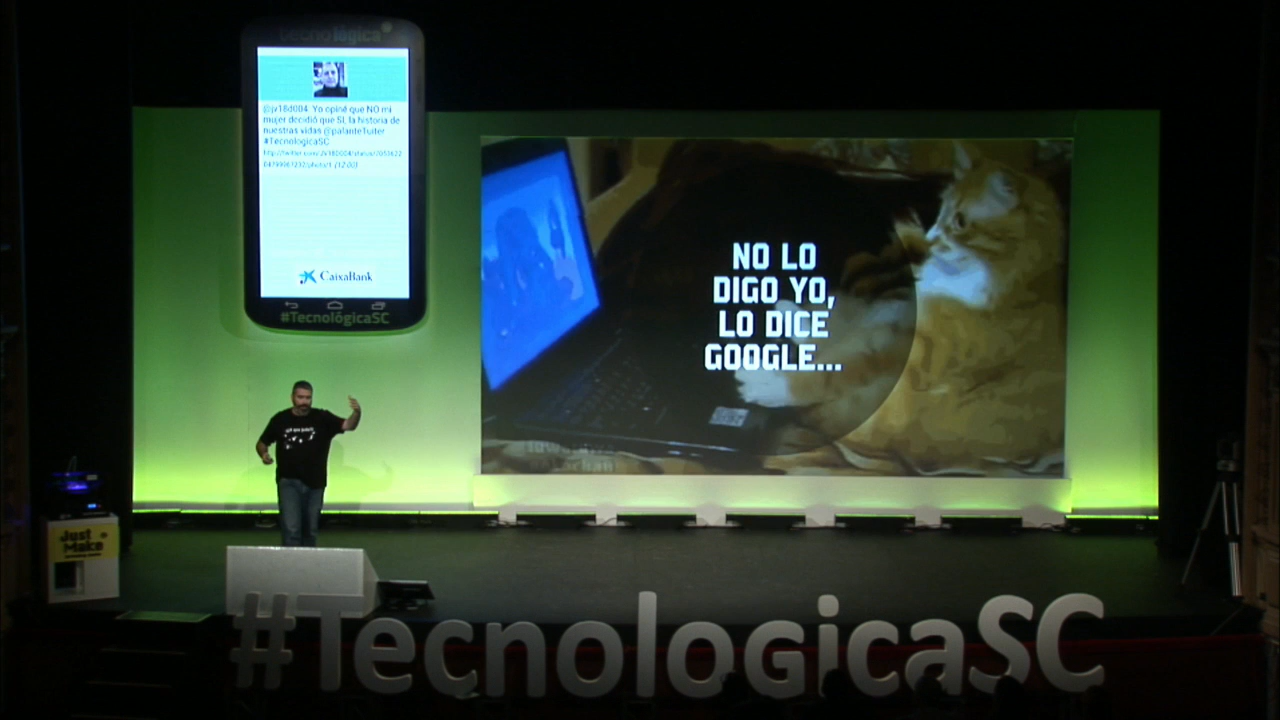 tecnológica
@jv18d004: Yo opiné que NO mi
mujer decidió que SI, la historia de
nuestras vidas @palanteTuiter
#TecnologicaSC
CaixaBank
#TecnológicaSC
NO LO
DIGO YO,
LO DICE
GOOGLE...
Just
Make
#TecnologicaSC